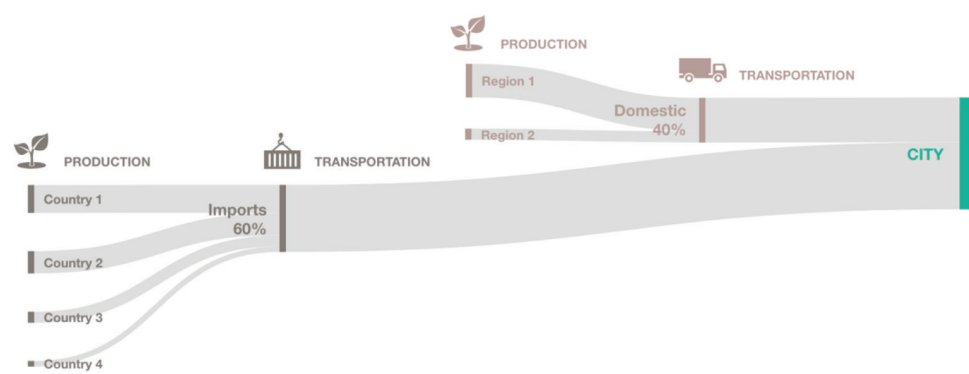 PRODUCTION
Region 1
TRANSPORTATION
Domestic
40%
Region 2
CITY
PRODUCTION
TRANSPORTATION
Country 1
Imports
60%
Country 2
Country 3
Country 4